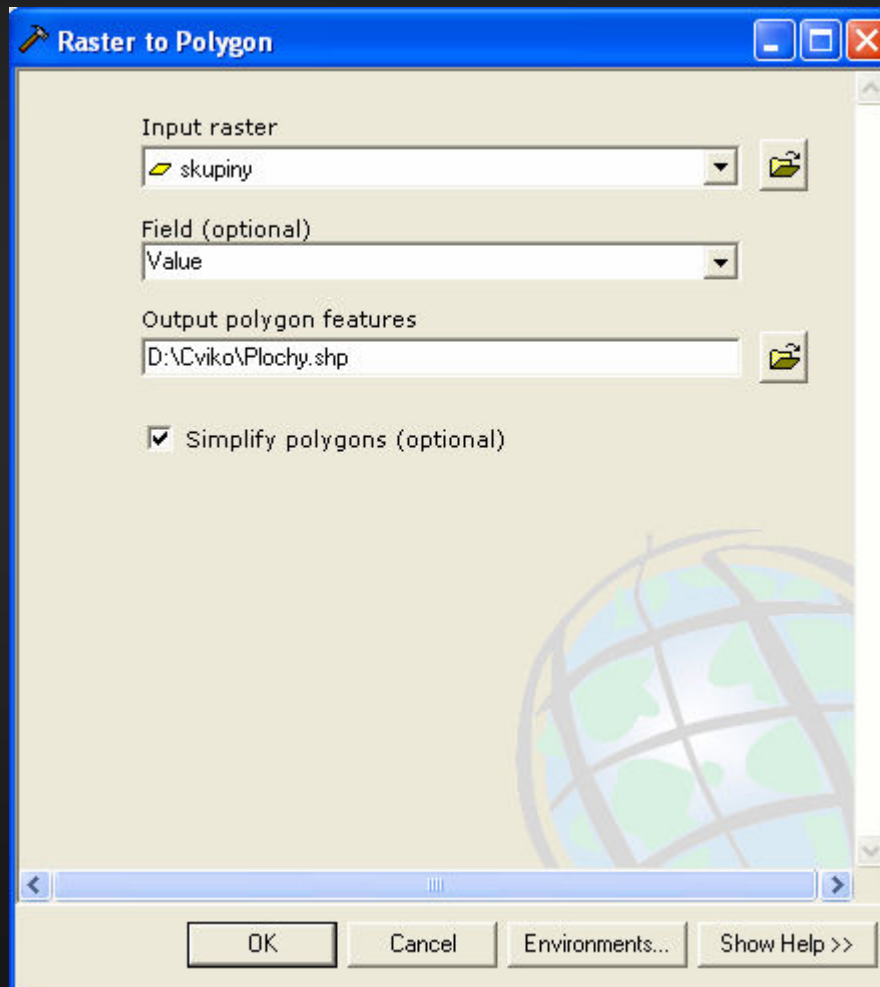 Raster to Polygon
Input raster
skupiny
Field (optional)
Value
Output polygon features
D:\Cviko\Plochy.shp
Simplify polygons (optional)
OK Cancel Environments... Show Help >>